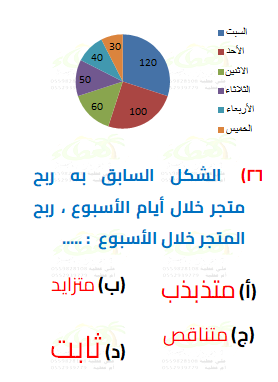 السبت
الأحد
الاثنين
الثلاثاء
الأربعاء
الخميس
120
100
60
50
40
30
٢٦) الشكل السابق به ربح
متجر خلال أيام الأسبوع ، ربح
المتجر خلال الأسبوع : .....
(أ) متذبذب (ب) متزايد
(ج) متناقص (د) ثابت